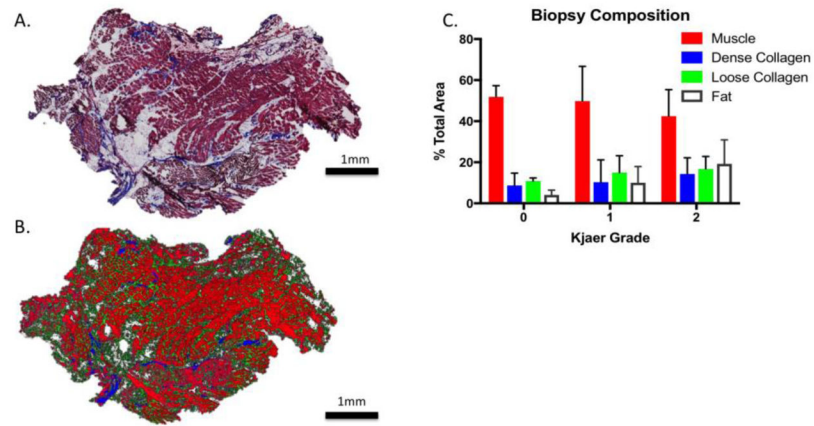 A.
1mm
B.
1mm
C.
Biopsy Composition
Muscle
Dense Collagen
Loose Collagen
Fat
% Total Area
80
60
40
20
0
0 1 2
Kjaer Grade